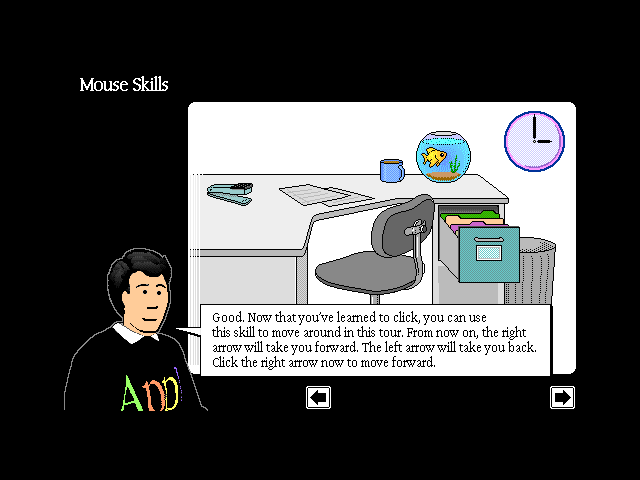 Mouse Skills
Good. Now that you've learned to click, you can use
this skill to move around in this tour. From now on, the right
arrow will take you forward. The left arrow will take you back.
Click the right arrow now to move forward.